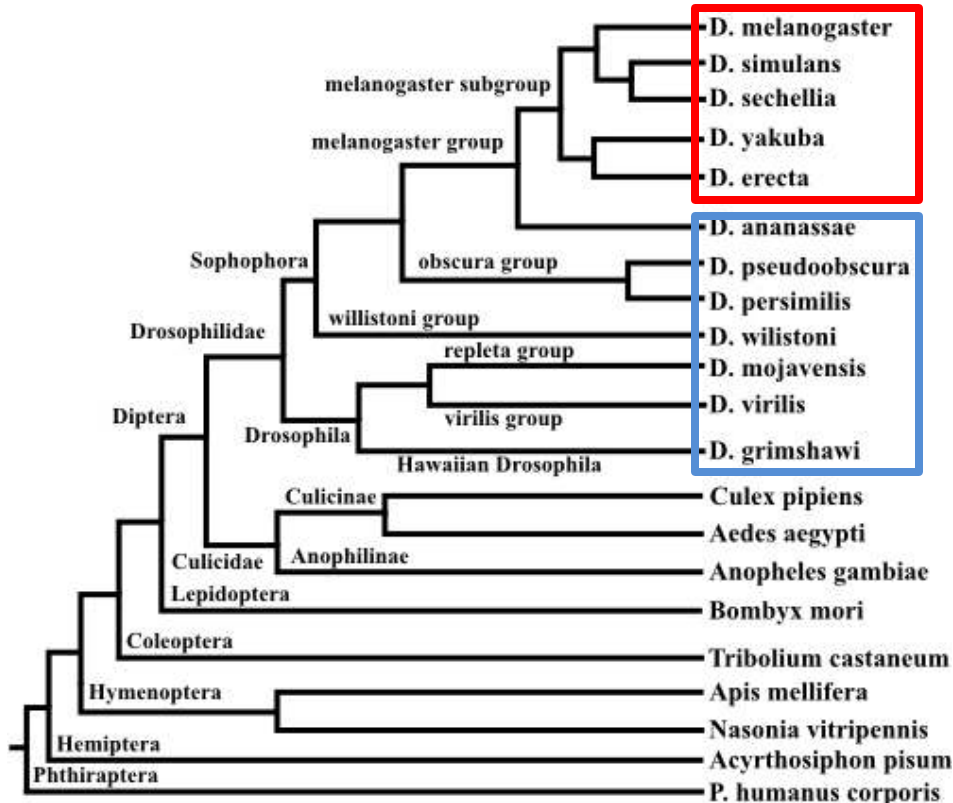 D. melanogaster
D. simulans
melanogaster subgroup
D. sechellia
D. yakuba
melanogaster group
D. erecta
D. ananassae
Sophophora
obscura group
D. pseudoobscura
D. persimilis
willistoni group
Drosophilidae
D. wilistoni
repleta group
D. mojavensis
D. virilis
Diptera
virilis group
Drosophila
D. grimshawi
Hawaiian Drosophila
Culicinae
Culex pipiens
Aedes aegypti
Culicidae
Anophilinae
Anopheles gambiae
Lepidoptera
Bombyx mori
Coleoptera
Tribolium castaneum
Hymenoptera
Apis mellifera
Nasonia vitripennis
Hemiptera
Acyrthosiphon pisum
Phthiraptera
P. humanus corporis